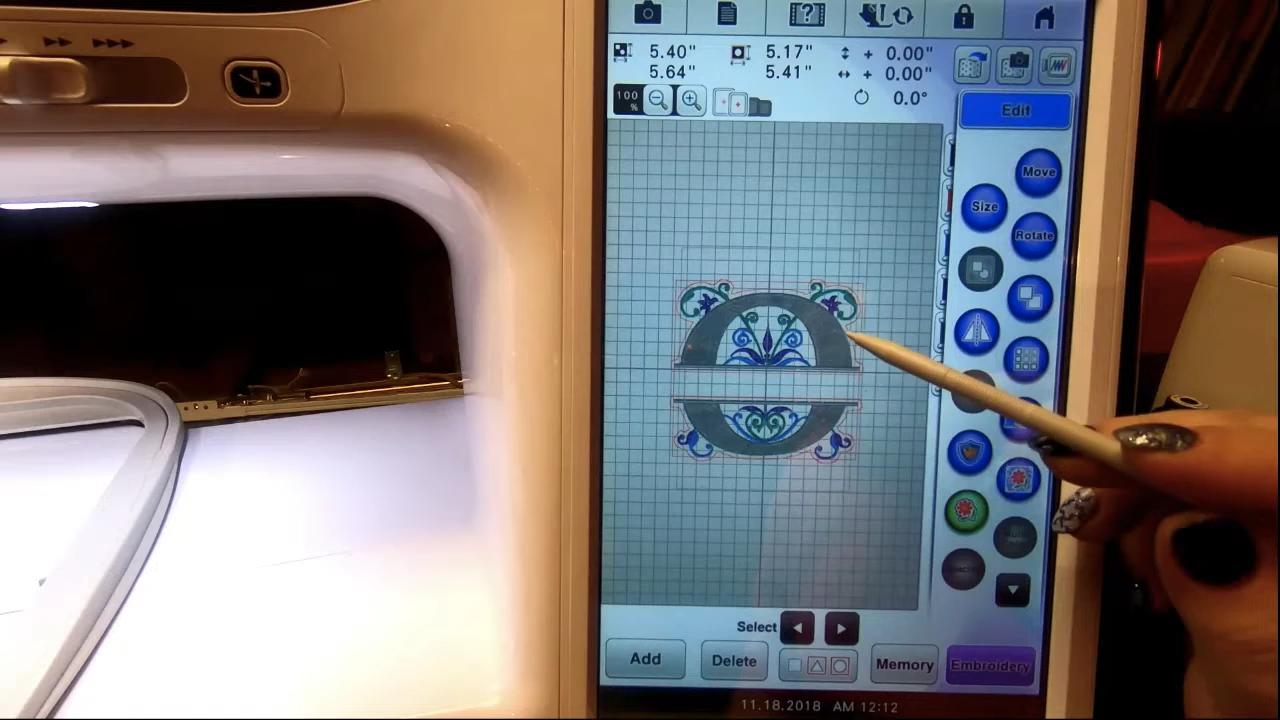 5.40" 5.17" + 0.00"
5.64" 5.41" + 0.00"
100 % 0.0°
Edit
Move
Size
Rotate
Select
Add Delete Memory Embroidery
11.18.2018 AM 12:12